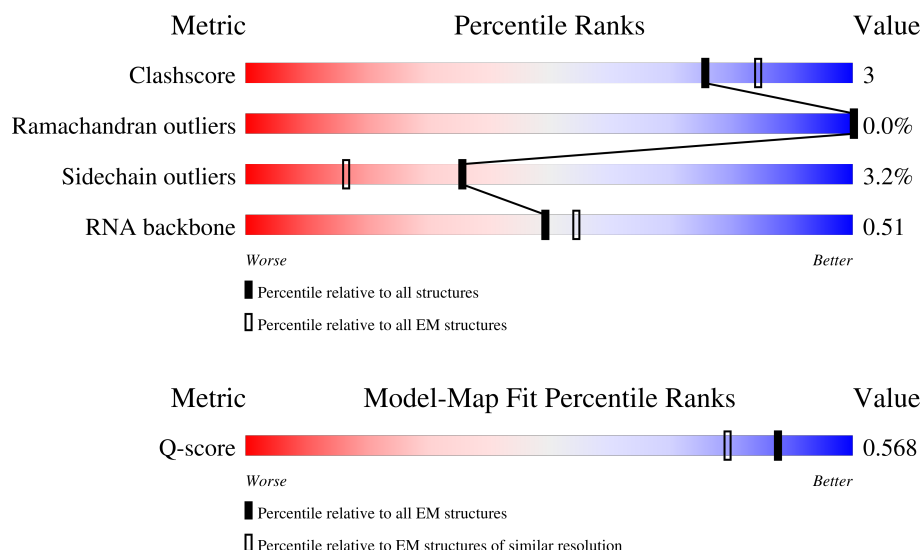 Metric Percentile Ranks Value
Clashscore 3
Ramachandran outliers 0.0%
Sidechain outliers 3.2%
RNA backbone 0.51
Worse Better
Percentile relative to all structures
Percentile relative to all EM structures
Metric Model-Map Fit Percentile Ranks Value
Q-score 0.568
Worse Better
Percentile relative to all EM structures
Percentile relative to EM structures of similar resolution